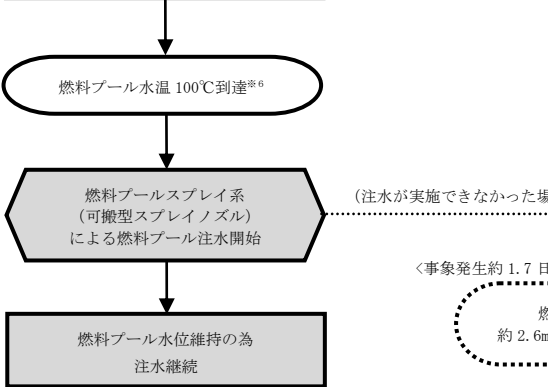 燃料プール水温 100℃到達※6
燃料プールスプレイ系
（可搬型スプレイノズル）
による燃料プール注水開始
（注水が実施できなかった場
<事象発生約 1.7 日
燃
約 2.6m
燃料プール水位維持の為
注水継続